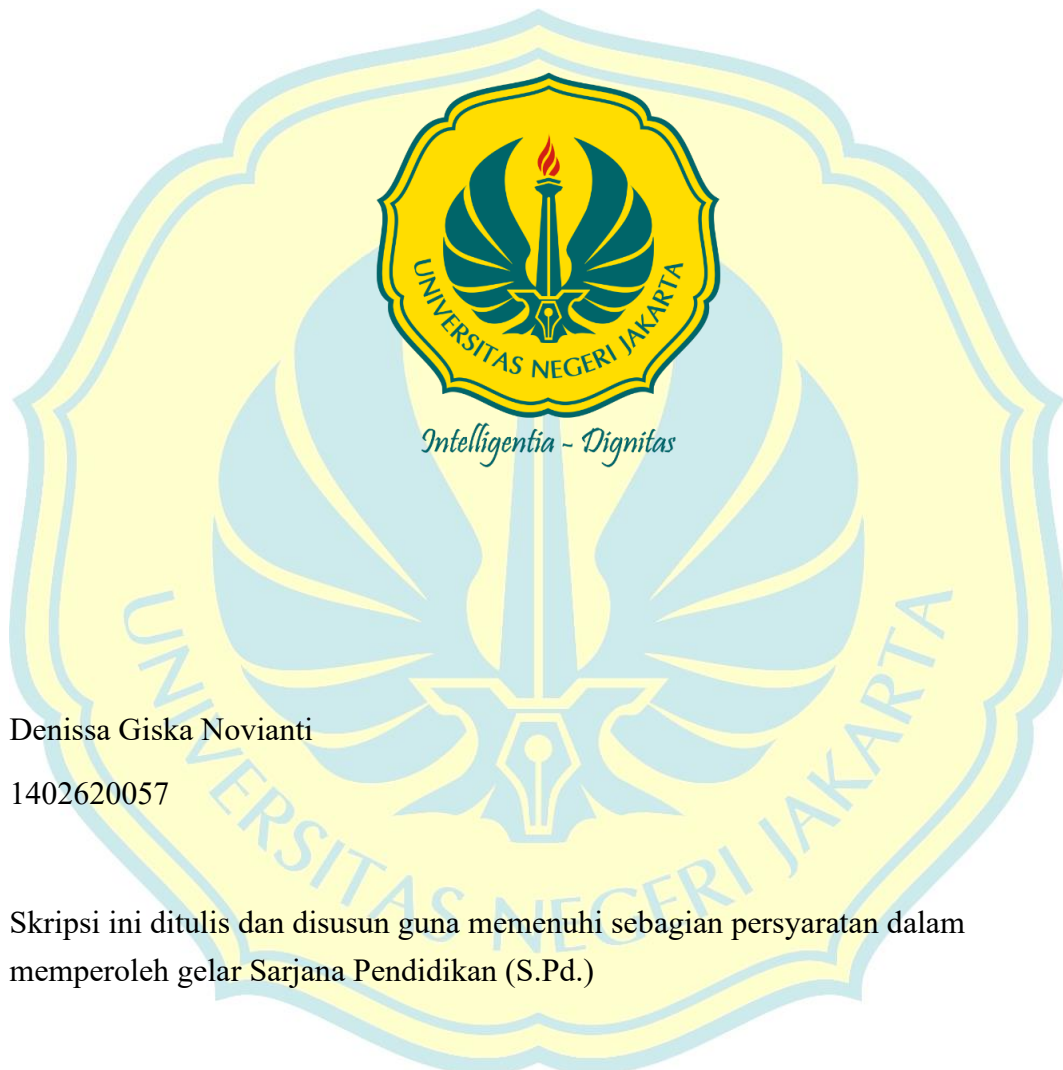 UNIVERSITAS NEGERI JAKARTA
Intelligentia - Dignitas
Denissa Giska Novianti
1402620057
UNIVERSITAS NEGERI JAKARTA
Skripsi ini ditulis dan disusun guna memenuhi sebagian persyaratan dalam
memperoleh gelar Sarjana Pendidikan (S.Pd.)